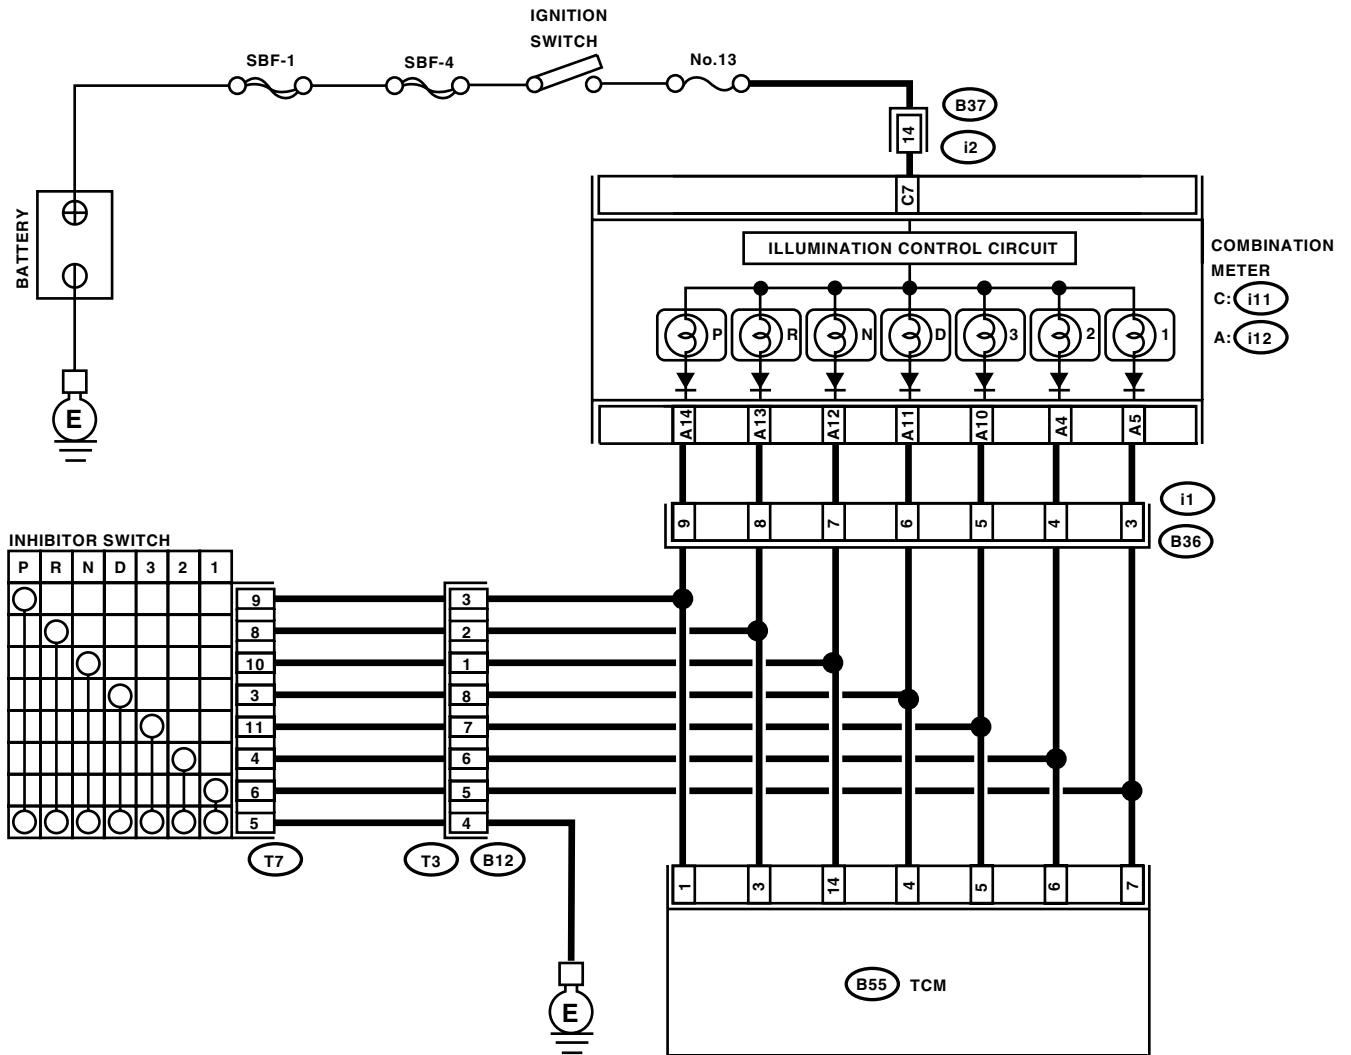 IGNITION
SWITCH
SBF-1
SBF-4
No.13
B37
14
i2
C7
BATTERY
ILLUMINATION CONTROL CIRCUIT
COMBINATION
METER
C: i11
A: i12
P R N D 3 2 1
E
A14 A13 A12 A11 A10 A4 A5
i1
9 8 7 6 5 4 3
B36
INHIBITOR SWITCH
P R N D 3 2 1
9 3
8 2
10 1
3 8
11 7
4 6
6 5
5 4
T7 T3 B12
1 3 14 4 5 6 7
B55 TCM
E